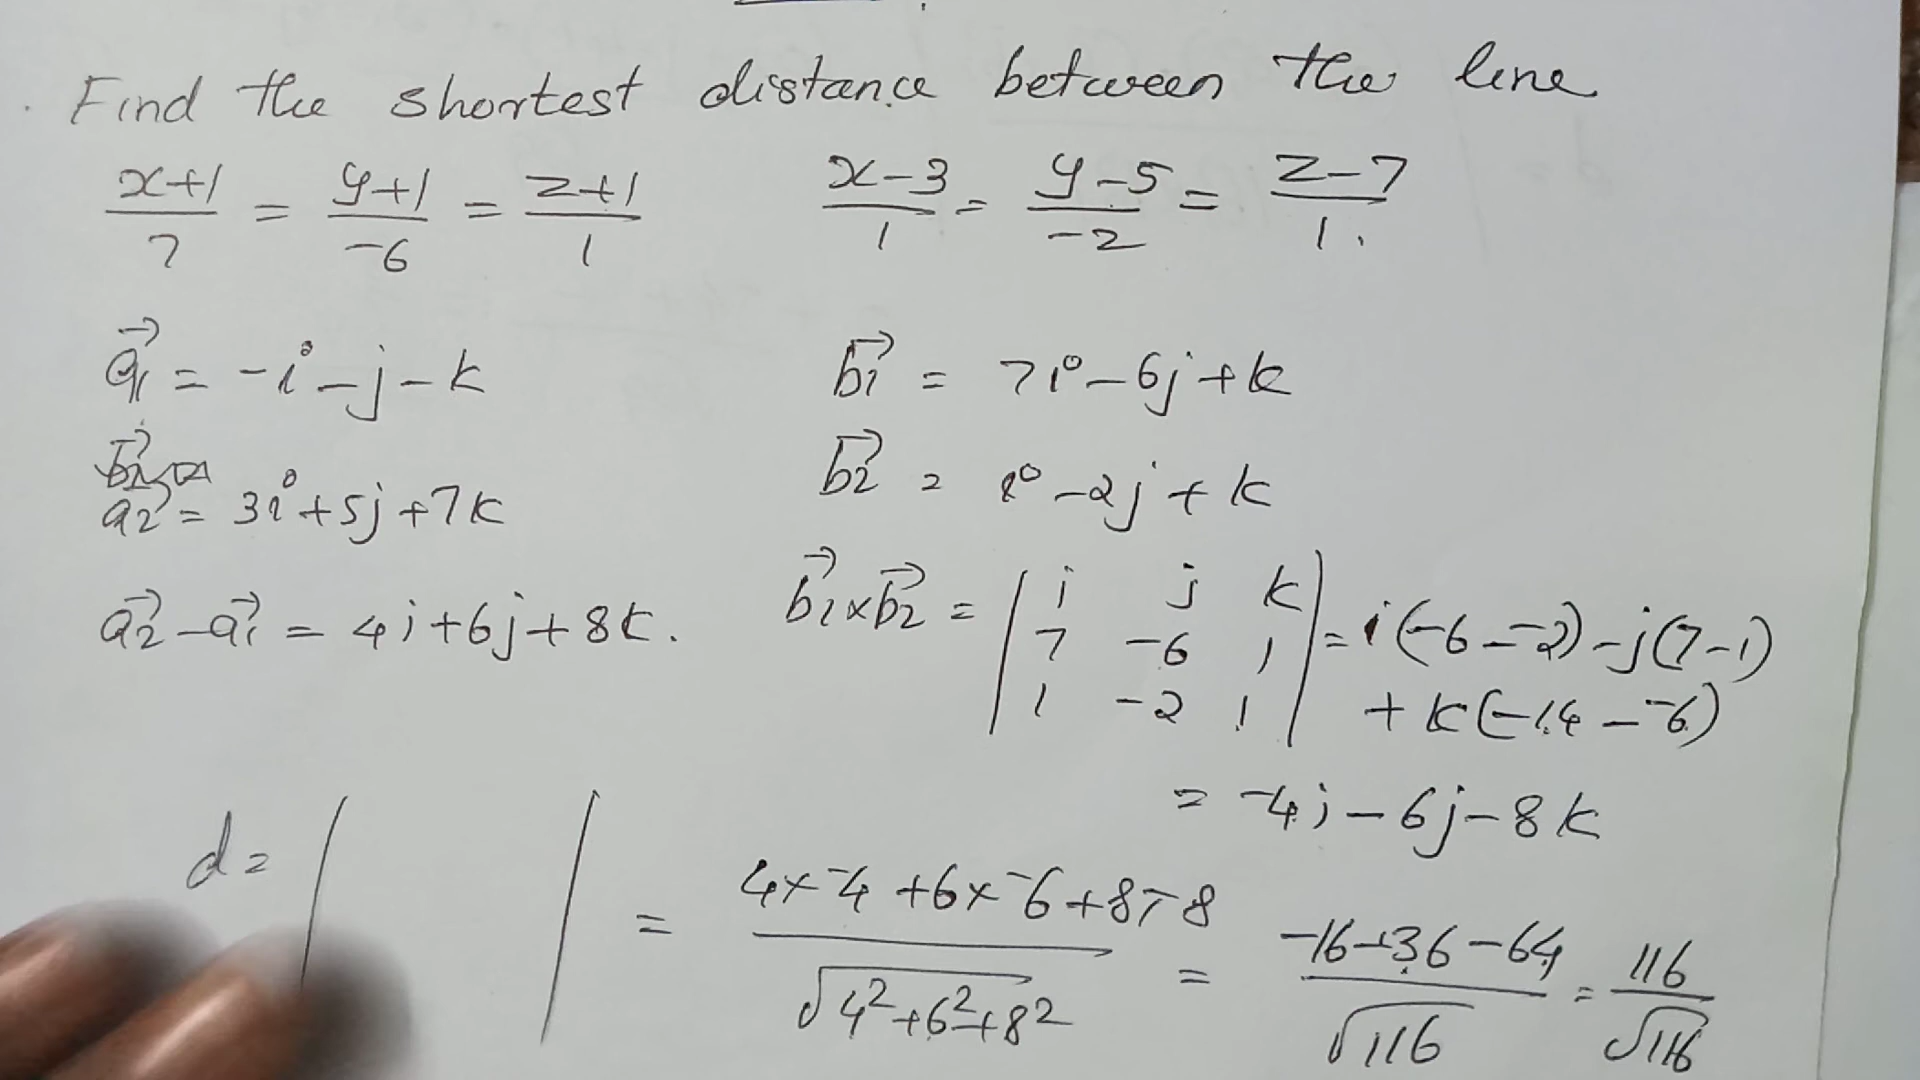 Find the shortest distance between the line
x+1/7 = y+1/-6 = z+1/1   x-3/1 = y-5/-2 = z-7/1.
a1→ = -i-j-k   b1→ = 7i-6j+k
a2→ = 3i+5j+7k   b2→ = i-2j+k
a2→-a1→ = 4i+6j+8k.   b1→×b2→ = | i j k | = i(-6--2)-j(7-1)
7 -6 1
1 -2 1   +k(-14--6)
= -4i-6j-8k
d= | | = 4×-4+6×-6+8×-8/√4²+6²+8² = -16-36-64/√116 = 116/√116